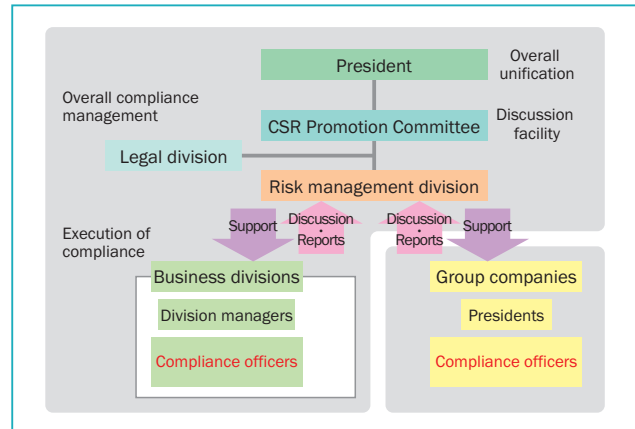 President
Overall
unification
Overall compliance
management
CSR Promotion Committee
Discussion
facility
Legal division
Risk management division
Support
Discussion
・
Reports
Discussion
・
Reports
Support
Execution of
compliance
Business divisions
Division managers
Compliance officers
Group companies
Presidents
Compliance officers